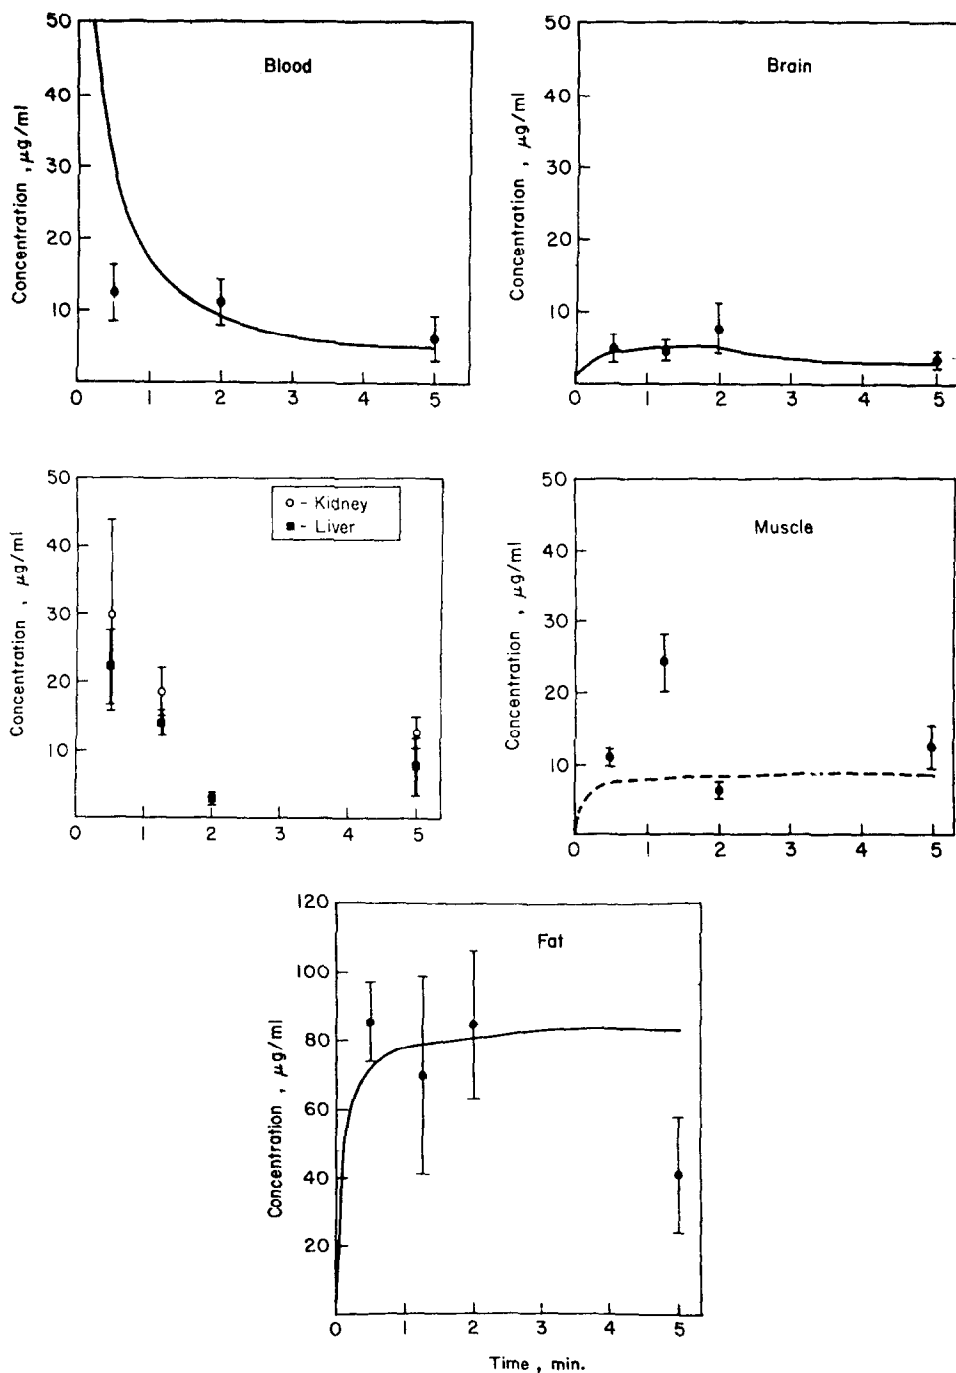 Blood
Concentration , μg/ml
50
40
30
20
10
0 1 2 3 4 5
Brain
Concentration , μg/ml
50
40
30
20
10
0 1 2 3 4 5
o - Kidney
■ - Liver
Concentration , μg/ml
50
40
30
20
10
0 1 2 3 4 5
Muscle
Concentration , μg/ml
50
40
30
20
10
0 1 2 3 4 5
Fat
Concentration , μg/ml
120
100
80
60
40
20
0 1 2 3 4 5
Time , min.